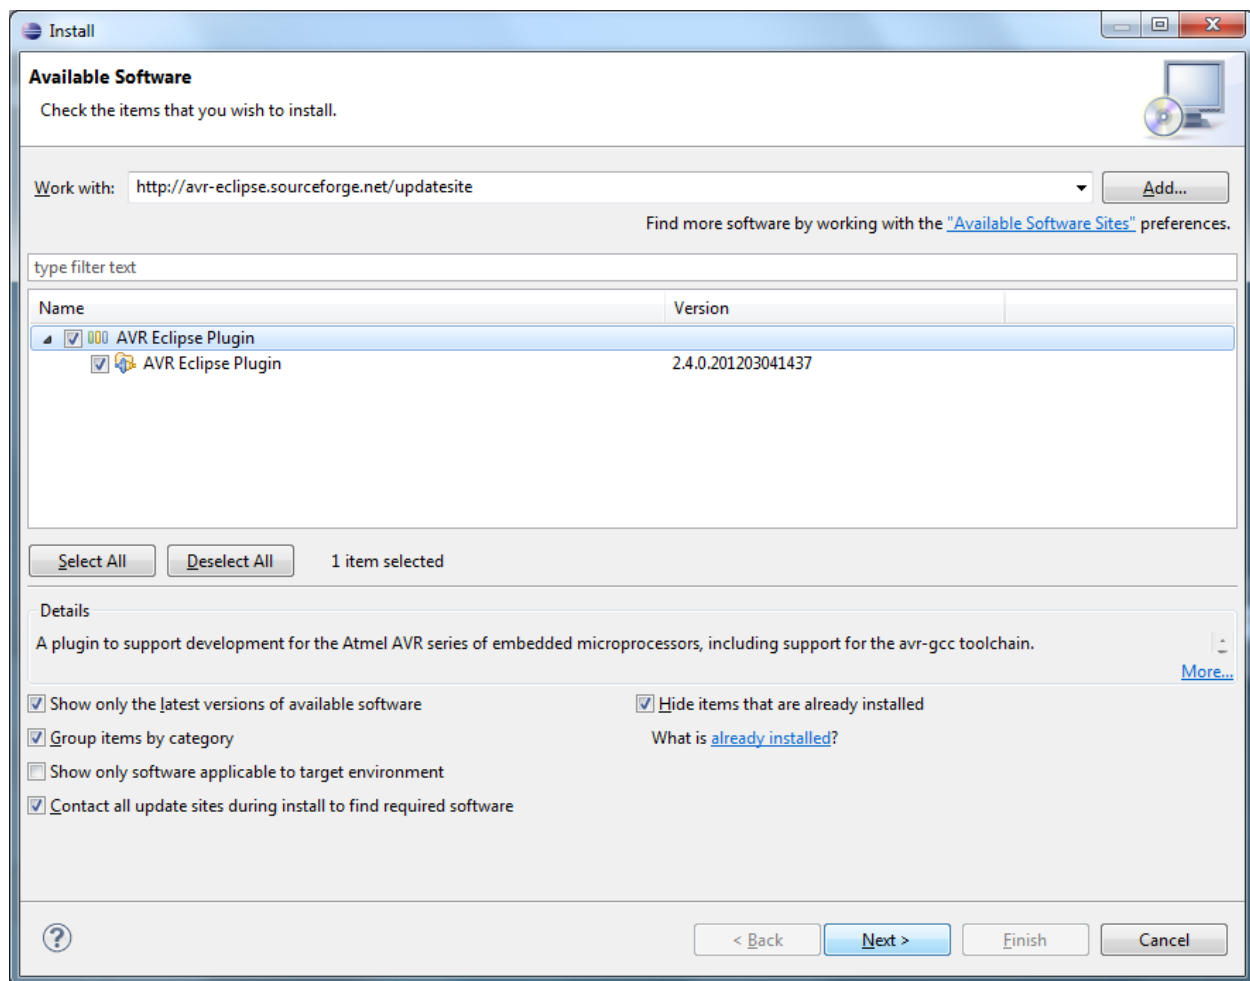 Install
Available Software
Check the items that you wish to install.
Work with: http://avr-eclipse.sourceforge.net/updatesite Add...
Find more software by working with the "Available Software Sites" preferences.
type filter text
Name Version
AVR Eclipse Plugin
AVR Eclipse Plugin 2.4.0.201203041437
Select All Deselect All 1 item selected
Details
A plugin to support development for the Atmel AVR series of embedded microprocessors, including support for the avr-gcc toolchain.
More...
Show only the latest versions of available software Hide items that are already installed
Group items by category What is already installed?
Show only software applicable to target environment
Contact all update sites during install to find required software
? < Back Next > Finish Cancel